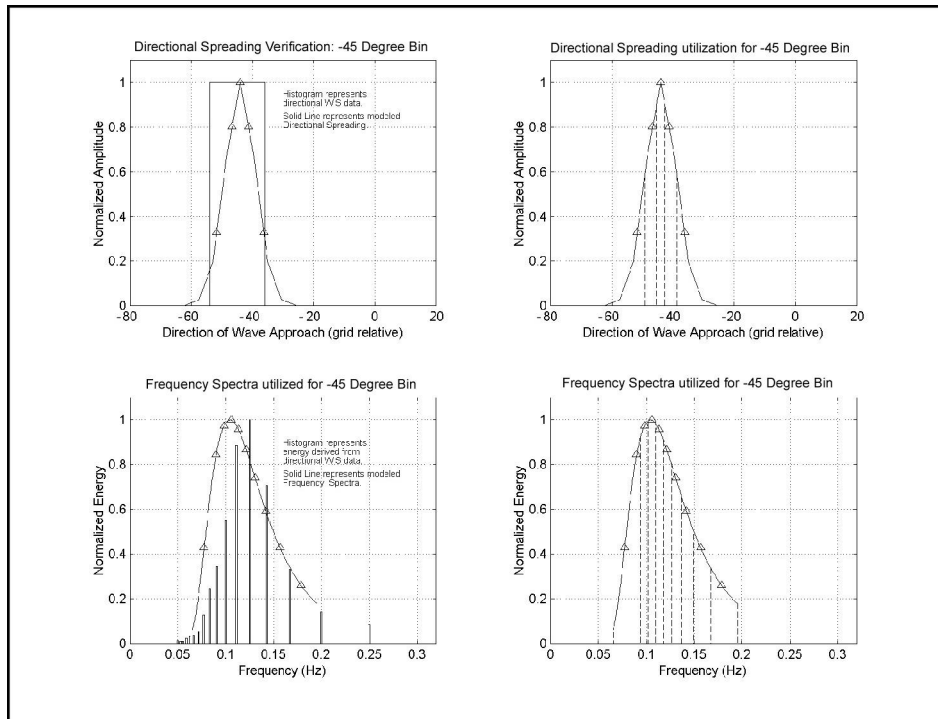 Directional Spreading Verification: -45 Degree Bin
Normalized Amplitude
1
0.8
0.6
0.4
0.2
0
Histogram represents
directional WIS data.
Solid Line represents modeled
Directional Spreading.
-80 -60 -40 -20 0 20
Direction of Wave Approach (grid relative)
Directional Spreading utilization for -45 Degree Bin
Normalized Amplitude
1
0.8
0.6
0.4
0.2
0
-80 -60 -40 -20 0 20
Direction of Wave Approach (grid relative)
Frequency Spectra utilized for -45 Degree Bin
Normalized Energy
1
0.8
0.6
0.4
0.2
0
Histogram represents
energy derived from
directional WIS data.
Solid Line represents modeled
Frequency Spectra.
0 0.05 0.1 0.15 0.2 0.25 0.3
Frequency (Hz)
Frequency Spectra utilized for -45 Degree Bin
Normalized Energy
1
0.8
0.6
0.4
0.2
0
0 0.05 0.1 0.15 0.2 0.25 0.3
Frequency (Hz)